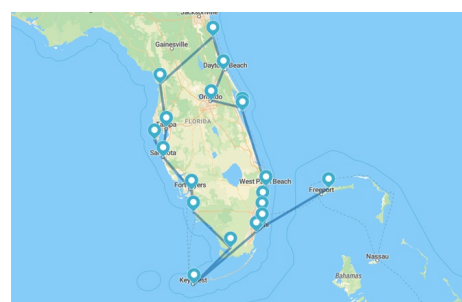 Jacksonville
Gainesville
Daytona Beach
Orlando
FLORIDA
Tampa
Sarasota
Fort Myers
West Palm Beach
Freeport
Nassau
Key West
Bahamas